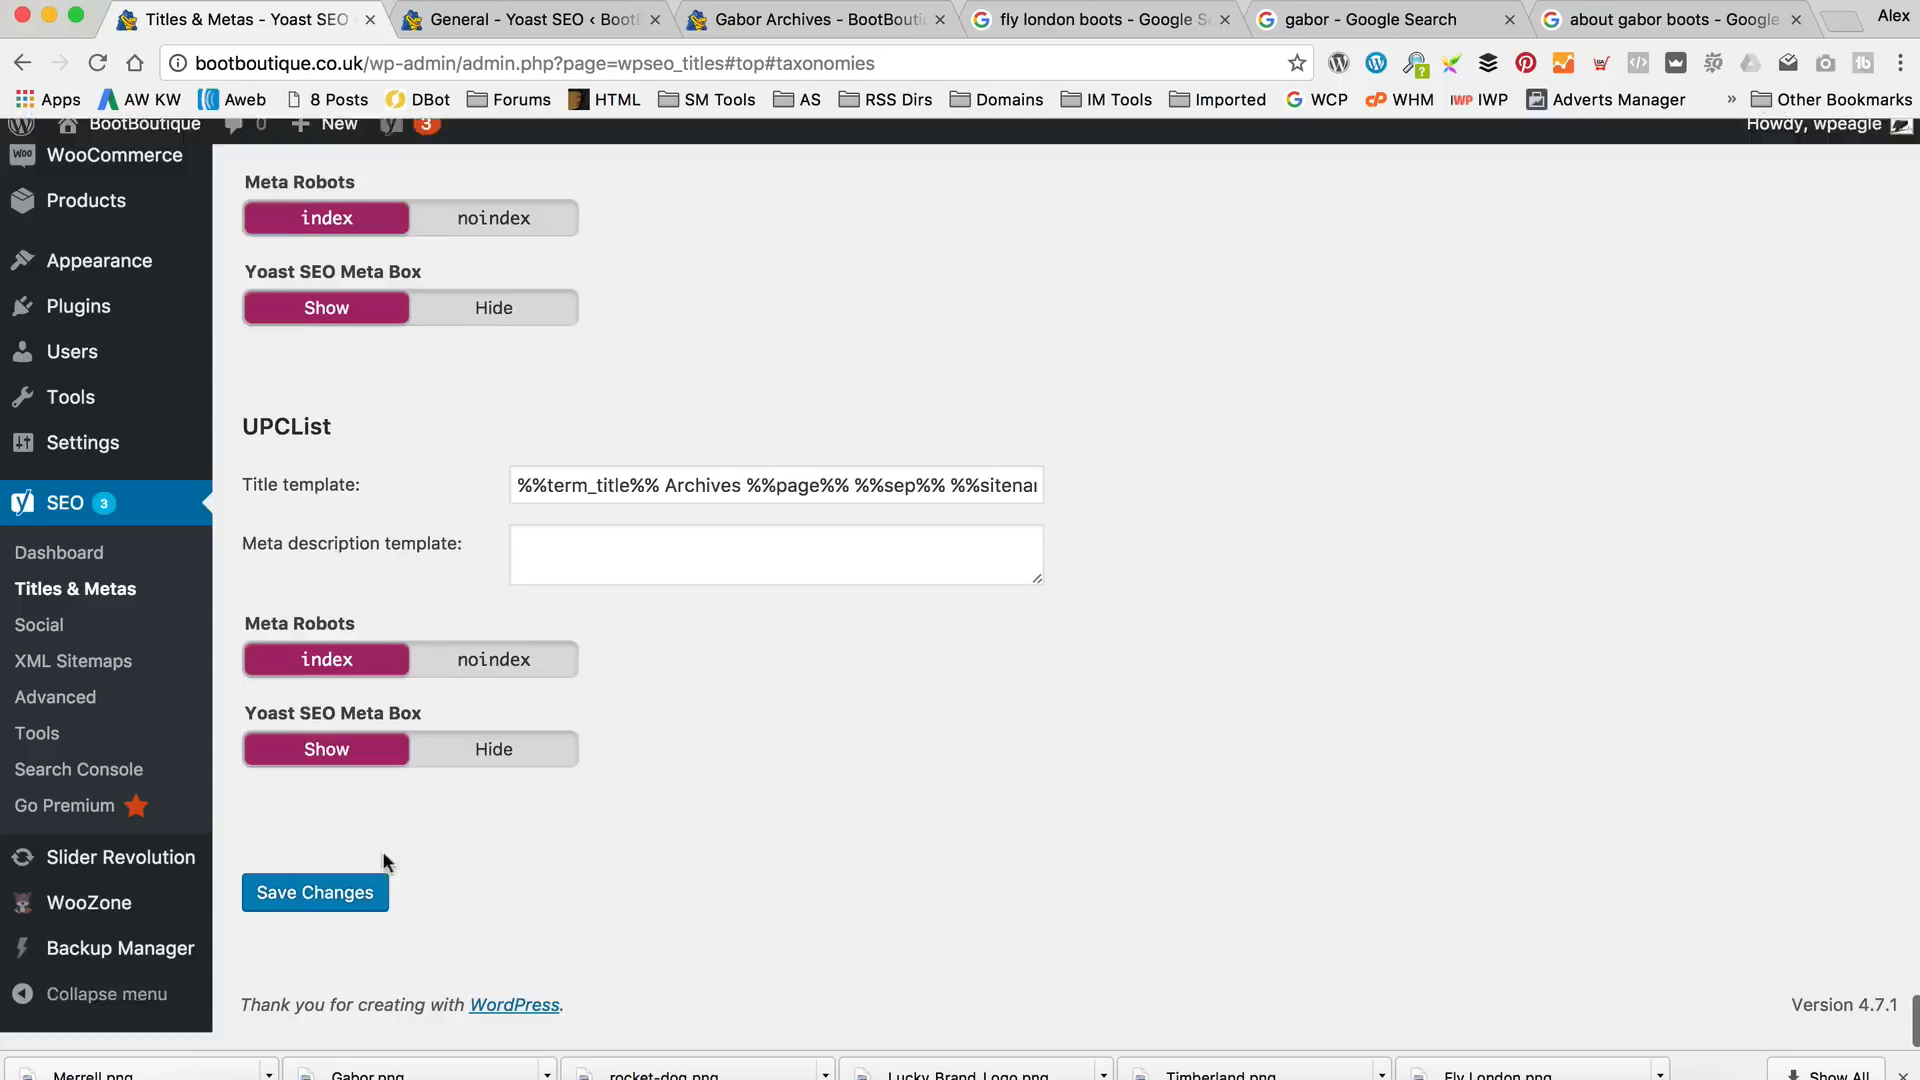 Titles & Metas - Yoast SEO
General - Yoast SEO ‹ BootB
Gabor Archives - BootBouti
fly london boots - Google S
gabor - Google Search
about gabor boots - Google
Alex
bootboutique.co.uk/wp-admin/admin.php?page=wpseo_titles#top#taxonomies
Apps
AW KW
Aweb
8 Posts
DBot
Forums
HTML
SM Tools
AS
RSS Dirs
Domains
IM Tools
Imported
WCP
WHM
IWP
Adverts Manager
»
Other Bookmarks
BootBoutique
0
New
3
Howdy, wpeagle
WooCommerce
Products
Appearance
Plugins
Users
Tools
Settings
SEO 3
Dashboard
Titles & Metas
Social
XML Sitemaps
Advanced
Tools
Search Console
Go Premium
Slider Revolution
WooZone
Backup Manager
Collapse menu
Meta Robots
index noindex
Yoast SEO Meta Box
Show Hide
UPCList
Title template: %%term_title%% Archives %%page%% %%sep%% %%sitenar
Meta description template:
Meta Robots
index noindex
Yoast SEO Meta Box
Show Hide
Save Changes
Thank you for creating with WordPress.
Version 4.7.1
Merrell.png
Gabor.png
rocket-dog.png
Lucky_Brand_Logo.png
Timberland.png
Fly London.png
Show All